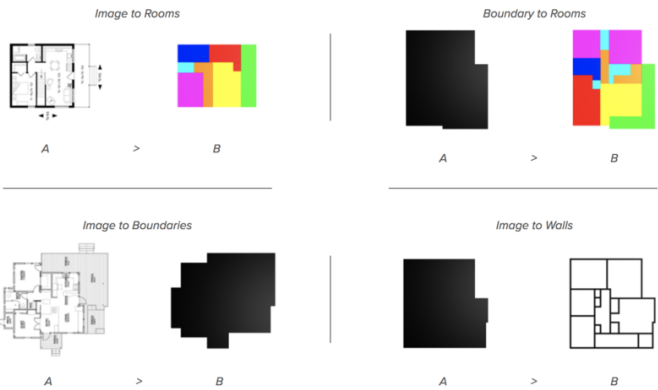 Image to Rooms
Boundary to Rooms
A > B
A > B
Image to Boundaries
Image to Walls
A > B
A > B